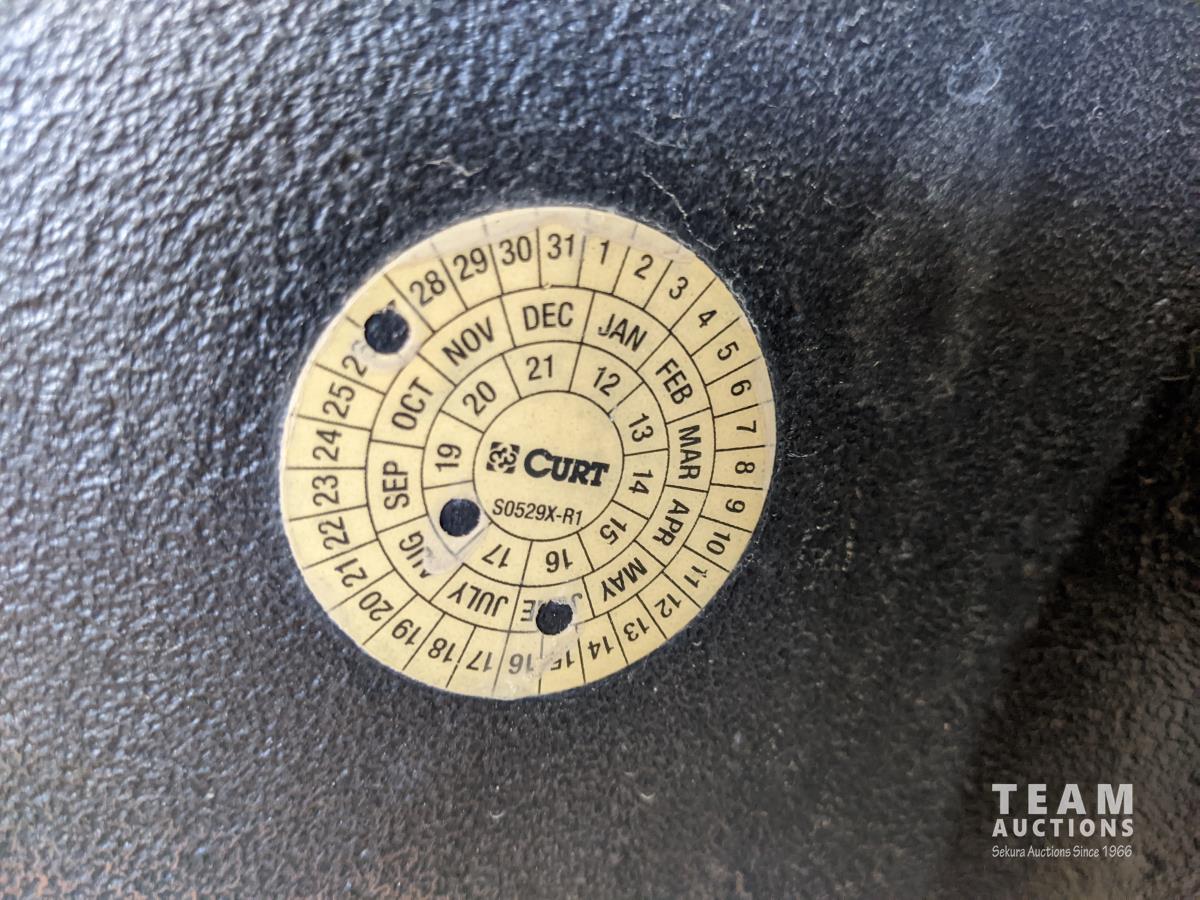 1 2 3 4 5 6 7 8 9 10 11 12 13 14 15 16 17 18 19 20 21 22 23 24 25 28 29 30 31
JAN FEB MAR APR MAY JULY AUG SEP OCT NOV DEC
12 13 14 15 16 17 19 20 21
CURT
S0529X-R1
TEAM
AUCTIONS
Sekura Auctions Since 1966